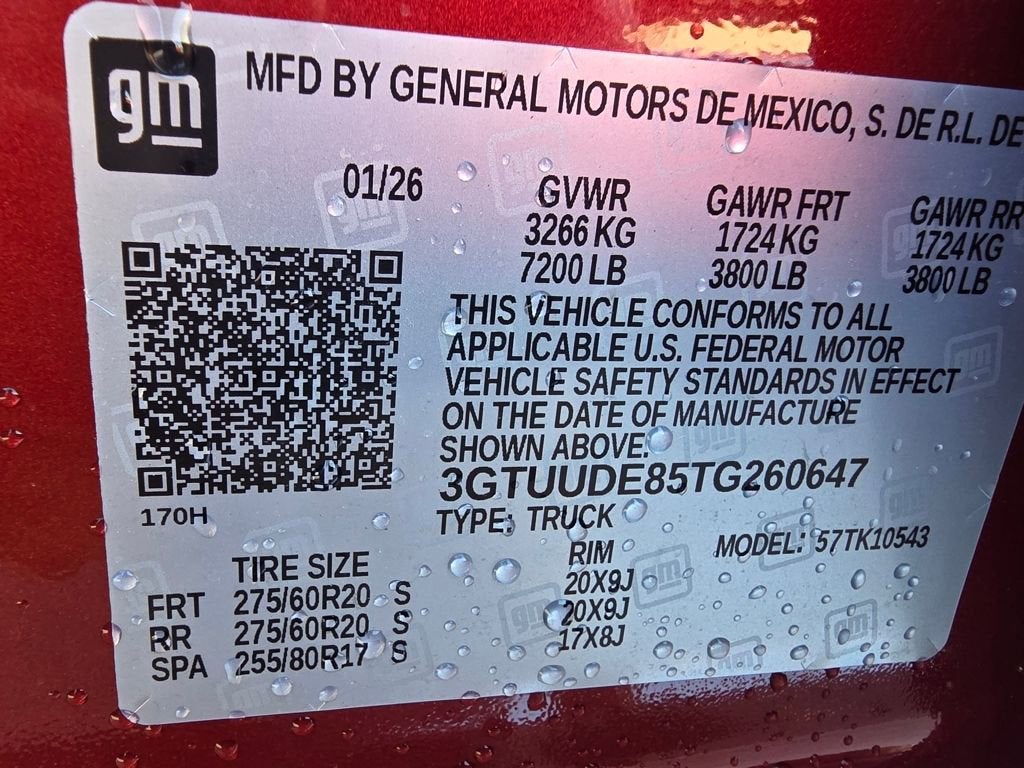 gm
MFD BY GENERAL MOTORS DE MEXICO, S. DE R.L. DE
01/26 GVWR GAWR FRT GAWR RR
3266 KG 1724 KG 1724 KG
7200 LB 3800 LB 3800 LB
THIS VEHICLE CONFORMS TO ALL
APPLICABLE U.S. FEDERAL MOTOR
VEHICLE SAFETY STANDARDS IN EFFECT
ON THE DATE OF MANUFACTURE
SHOWN ABOVE.
3GTUUDE85TG260647
170H
TYPE: TRUCK MODEL: 57TK10543
TIRE SIZE RIM
FRT 275/60R20 S 20X9J
RR 275/60R20 S 20X9J
SPA 255/80R17 S 17X8J